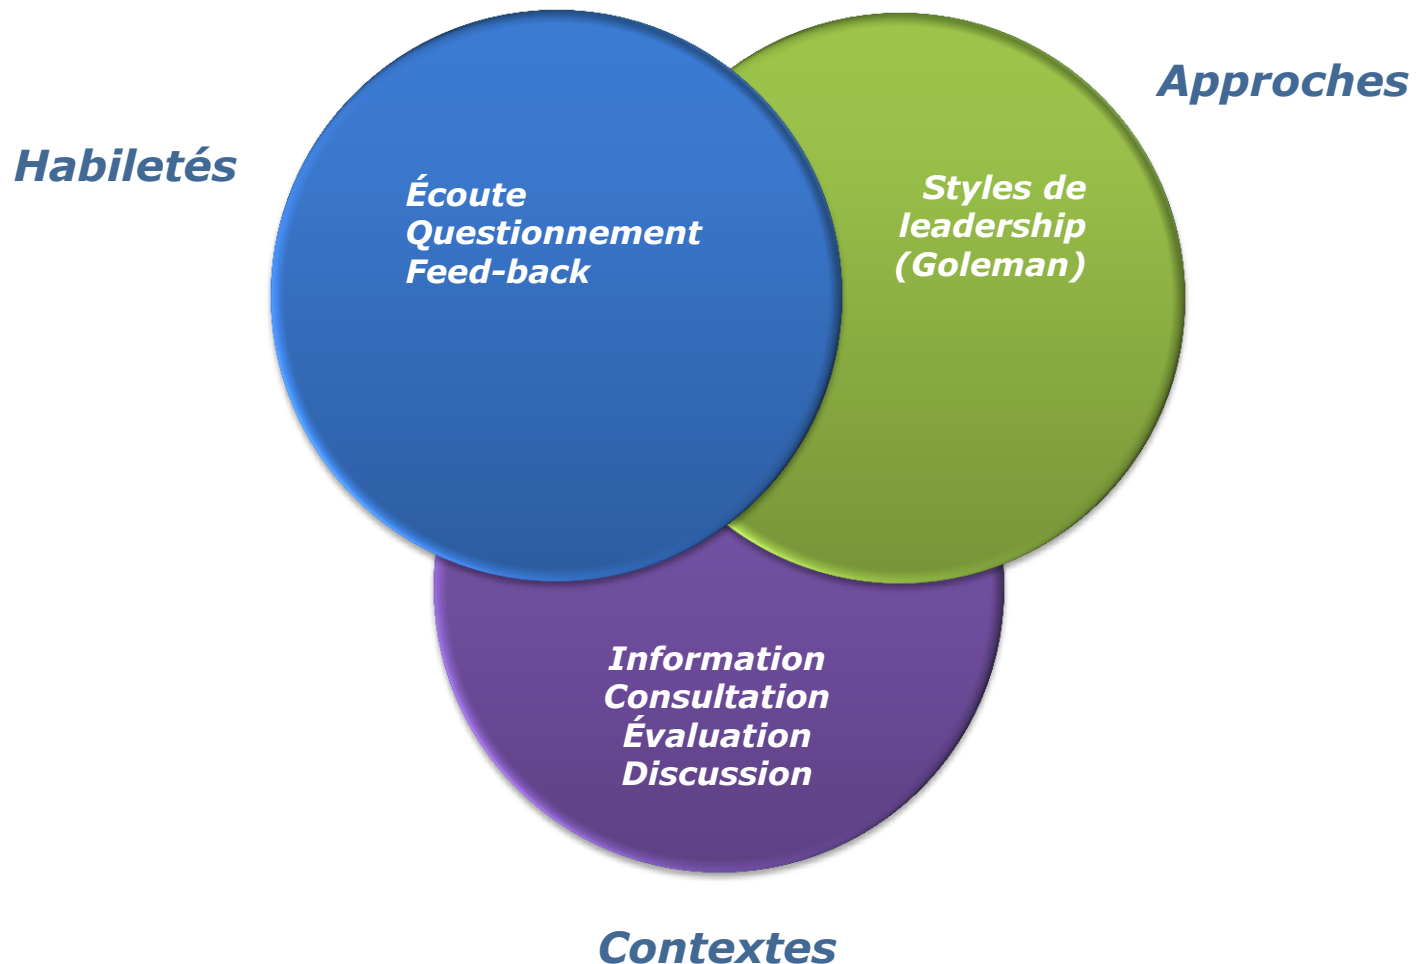 Habiletés
Écoute
Questionnement
Feed-back
Approches
Styles de
leadership
(Goleman)
Information
Consultation
Évaluation
Discussion
Contextes